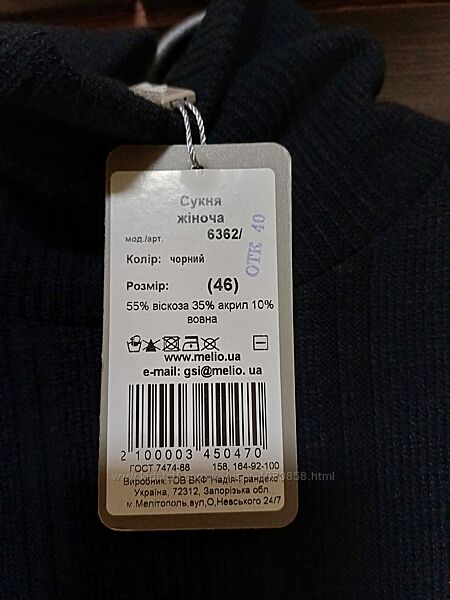 Сукня
жіноча
мод./арт. 6362/
ОТК 40
Колір: чорний
Розмір: (46)
55% віскоза 35% акрил 10%
вовна
www.melio.ua
e-mail: gsi@melio. ua
2 100003 450470
ГОСТ 7474-88 158, 164-92-100
Виробник:ТОВ ВКФ"Надія-Грандекс"
Україна, 72312, Запорізька обл.,
м.Мелітополь,вул,О,Невського 24/7